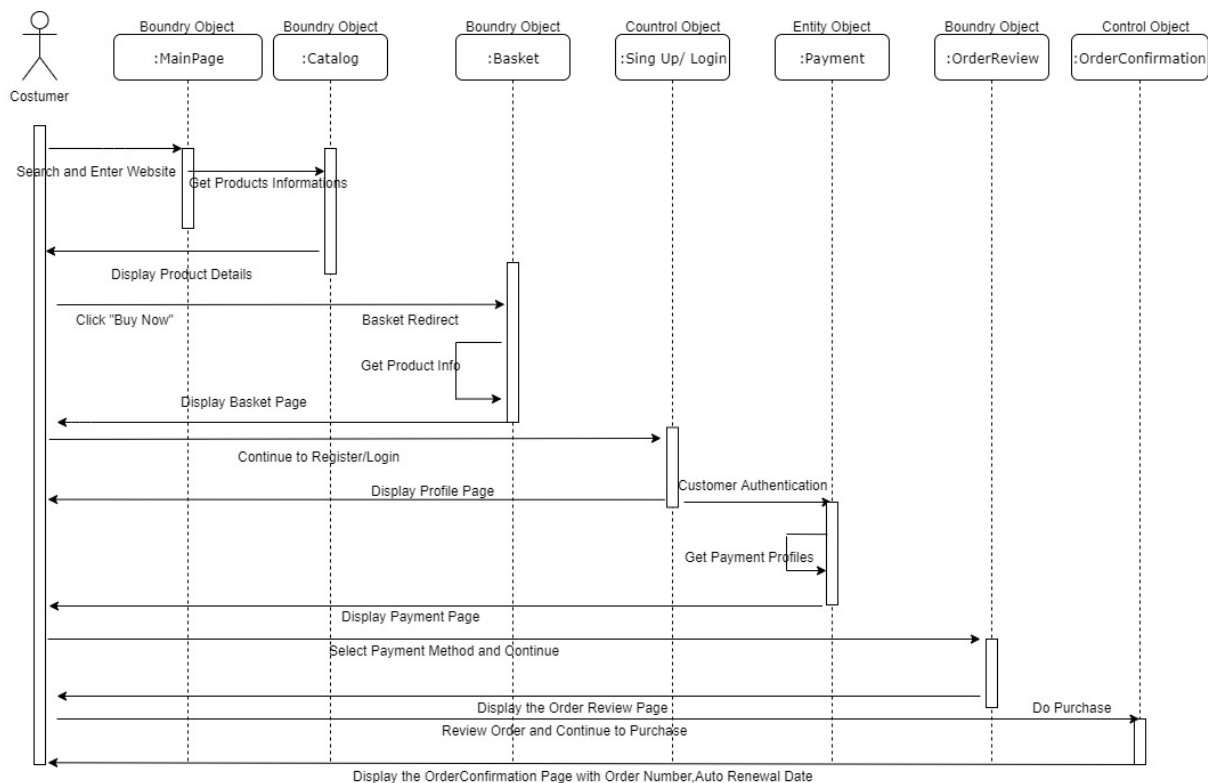 Boundry Object
Boundry Object
Boundry Object
Countrol Object
Entity Object
Boundry Object
Control Object
:MainPage
:Catalog
:Basket
:Sing Up/ Login
:Payment
:OrderReview
:OrderConfirmation
Costumer
Search and Enter Website
Get Products Informations
Display Product Details
Click "Buy Now"
Basket Redirect
Get Product Info
Display Basket Page
Continue to Register/Login
Customer Authentication
Display Profile Page
Get Payment Profiles
Display Payment Page
Select Payment Method and Continue
Display the Order Review Page
Do Purchase
Review Order and Continue to Purchase
Display the OrderConfirmation Page with Order Number,Auto Renewal Date